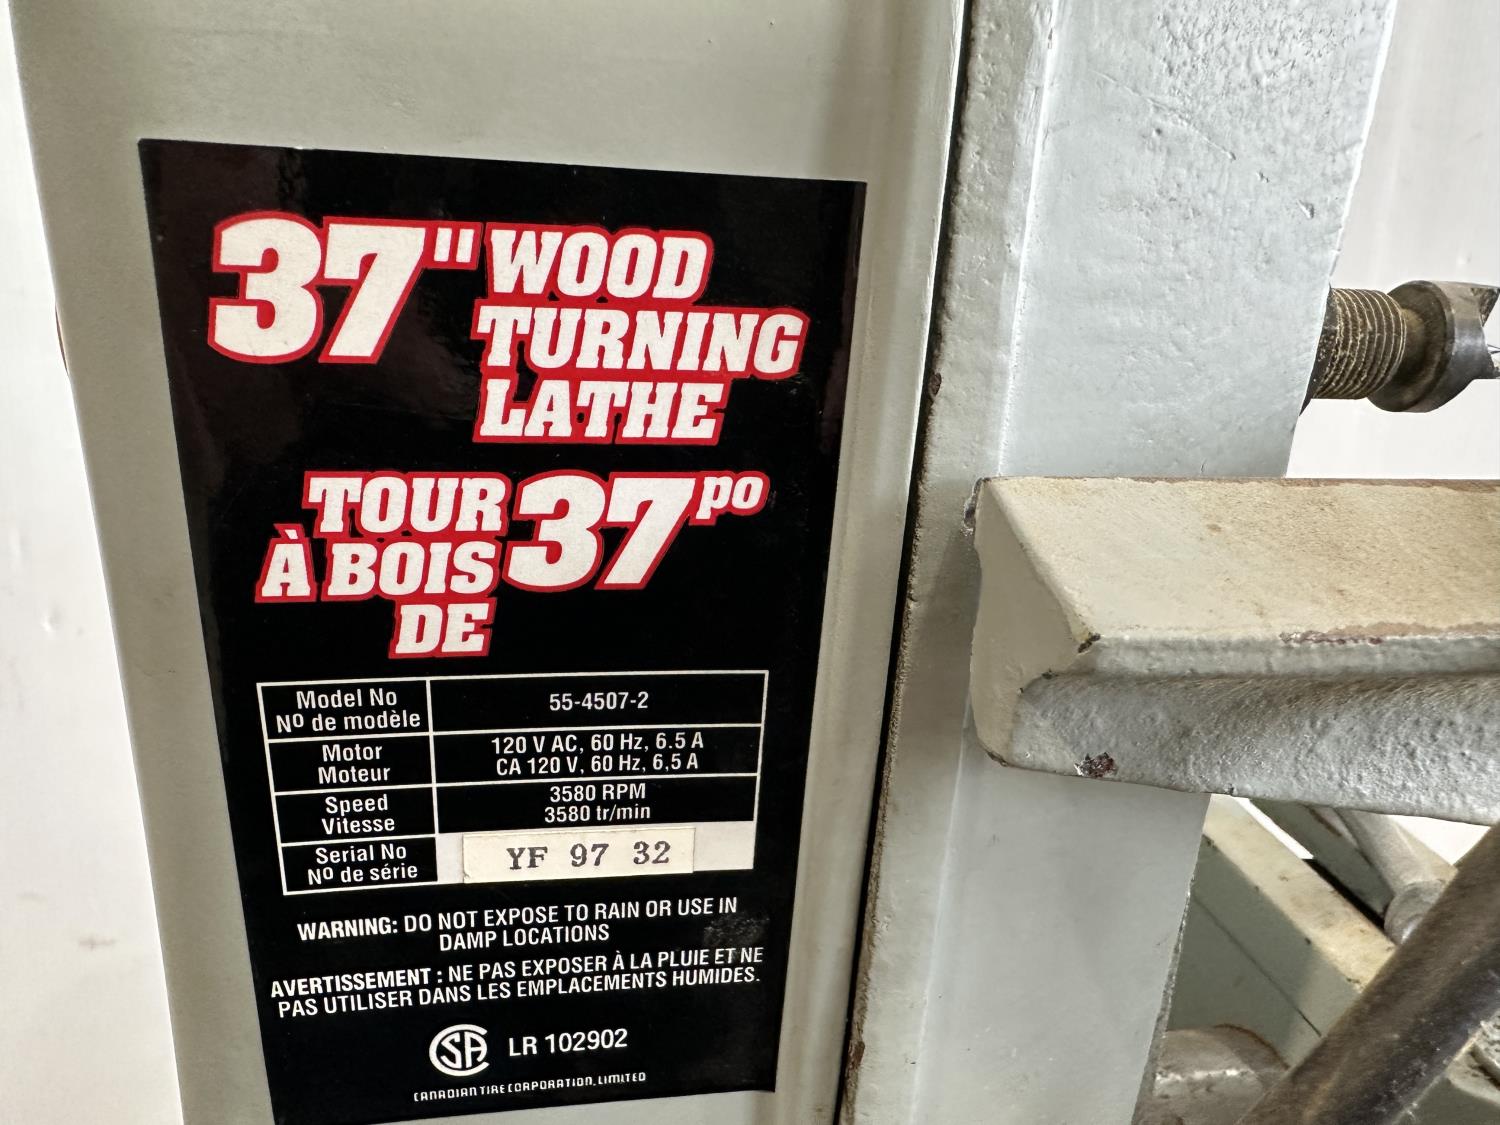 37" WOOD
TURNING
LATHE
TOUR
À BOIS
DE
37 po
Model No
Nº de modèle
55-4507-2
Motor
Moteur
120 V AC, 60 Hz, 6.5 A
CA 120 V, 60 Hz, 6,5 A
Speed
Vitesse
3580 RPM
3580 tr/min
Serial No
Nº de série
YF 97 32
WARNING: DO NOT EXPOSE TO RAIN OR USE IN
DAMP LOCATIONS
AVERTISSEMENT : NE PAS EXPOSER À LA PLUIE ET NE
PAS UTILISER DANS LES EMPLACEMENTS HUMIDES.
CSA LR 102902
CANADIAN TIRE CORPORATION, LIMITED